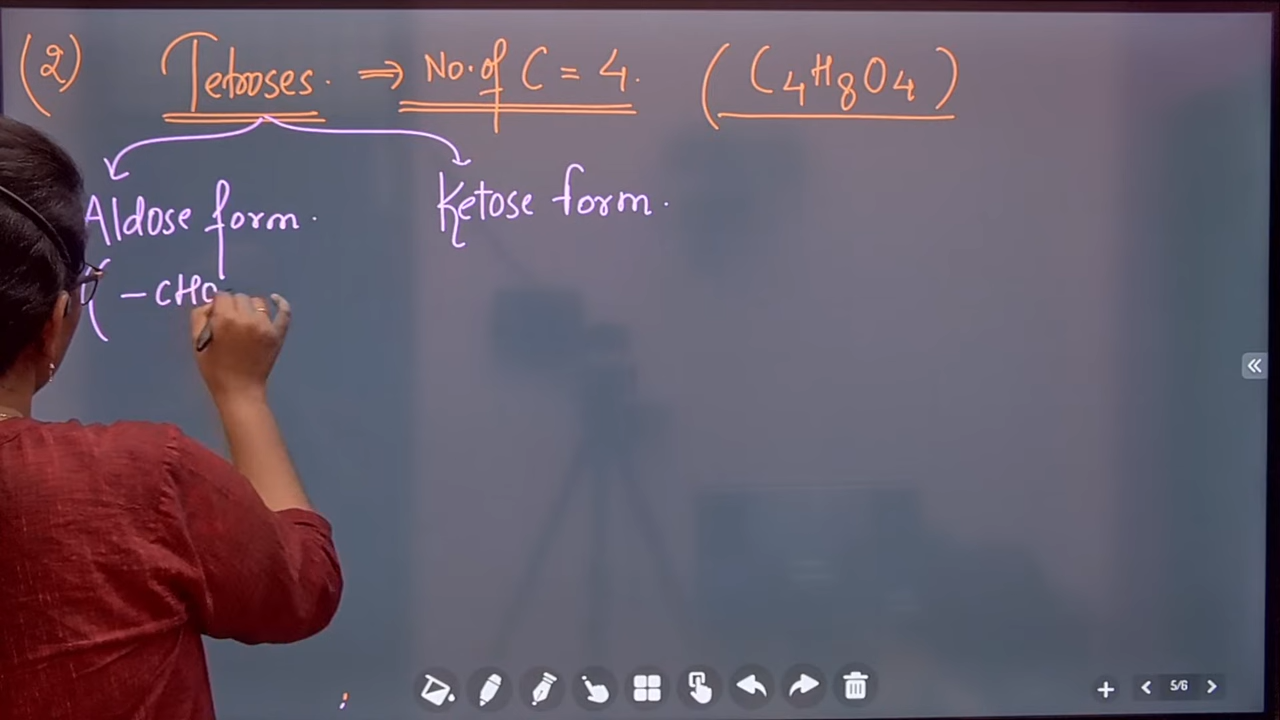 (2) Tetroses. ⇒ No. of C = 4. (C₄H₈O₄)
Aldose form. Ketose form.
( -CHO
5/6